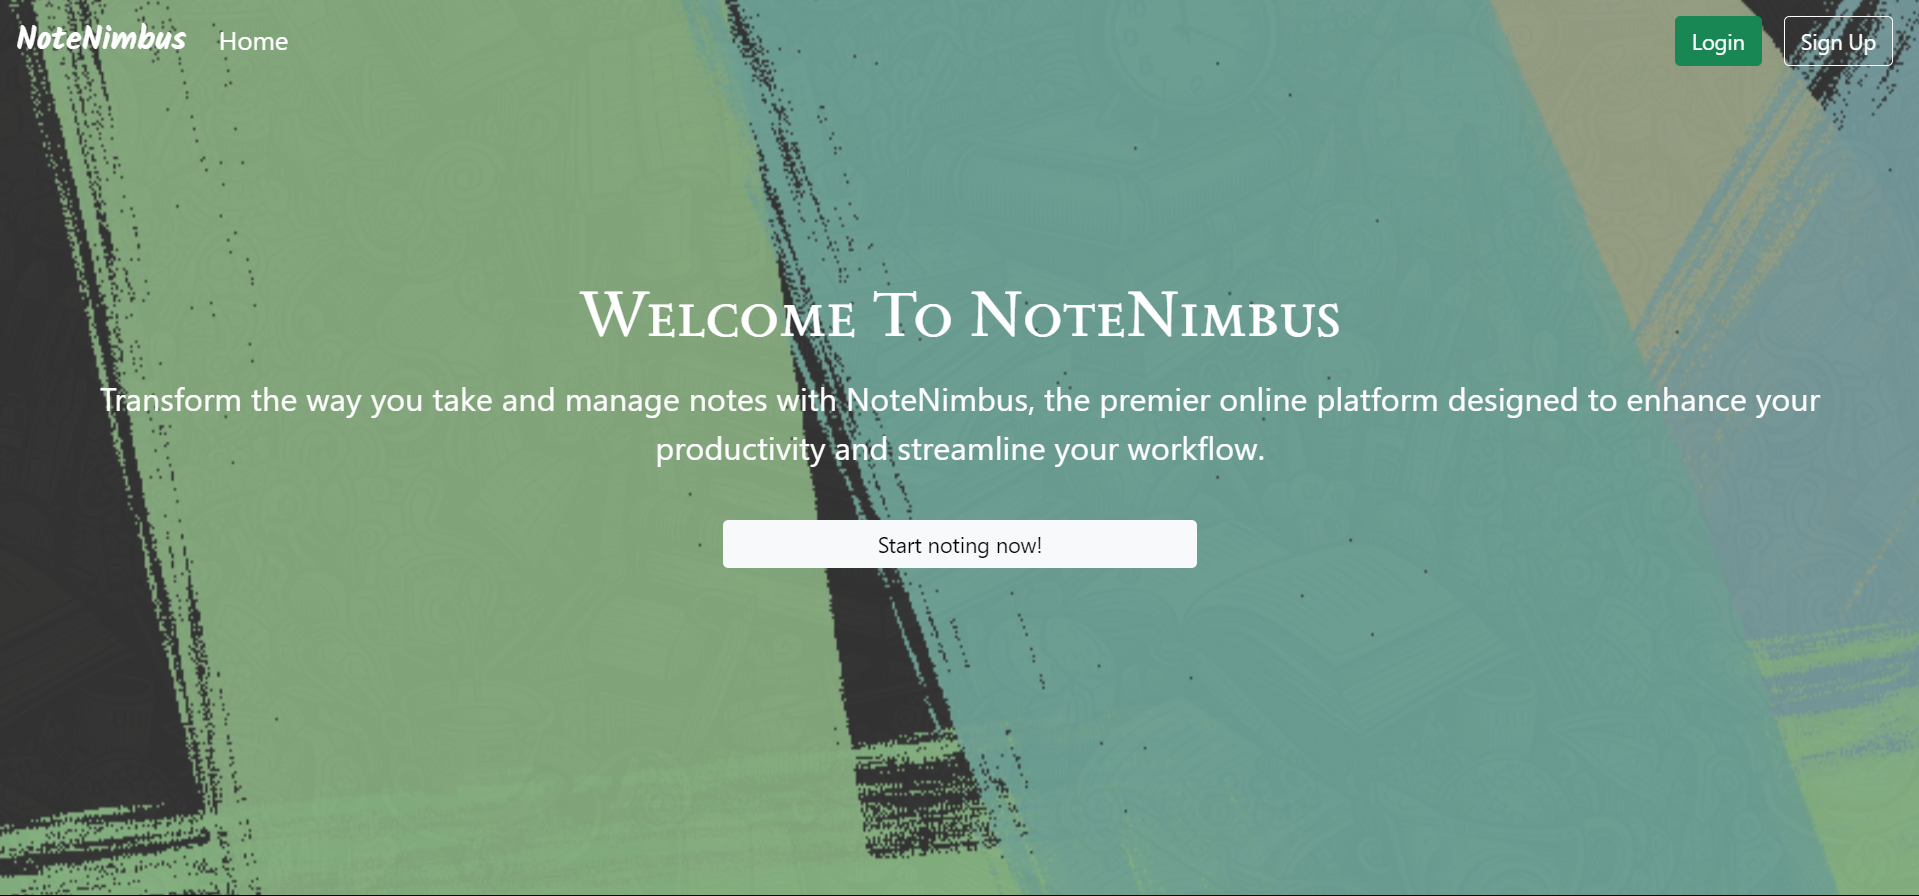 NoteNimbus
Home
Login
Sign Up
Welcome To NoteNimbus
Transform the way you take and manage notes with NoteNimbus, the premier online platform designed to enhance your
productivity and streamline your workflow.
Start noting now!